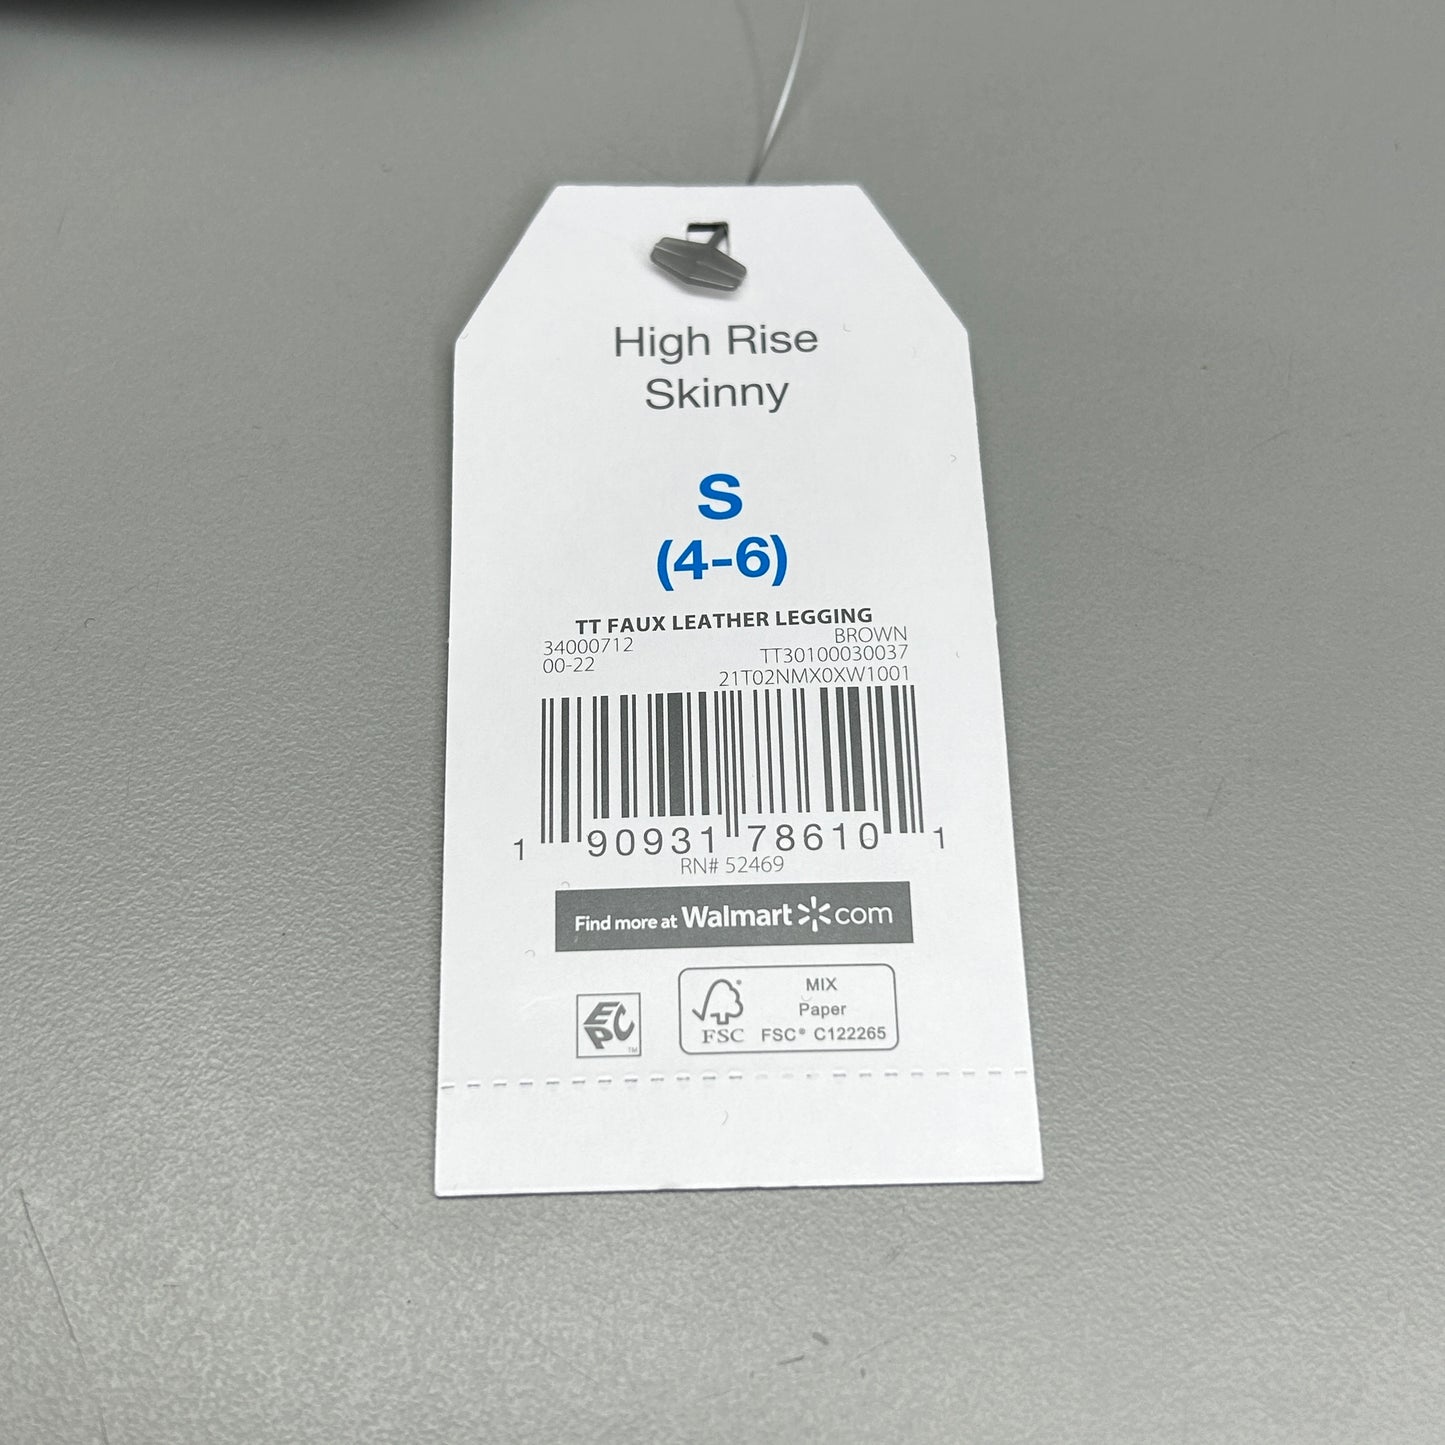 High Rise
Skinny
S
(4-6)
TT FAUX LEATHER LEGGING
34000712 BROWN
00-22 TT30100030037
21T02NMX0XW1001
1 90931 78610 1
RN# 52469
Find more at Walmart com
EPC TM
FSC
MIX
Paper
FSC® C122265